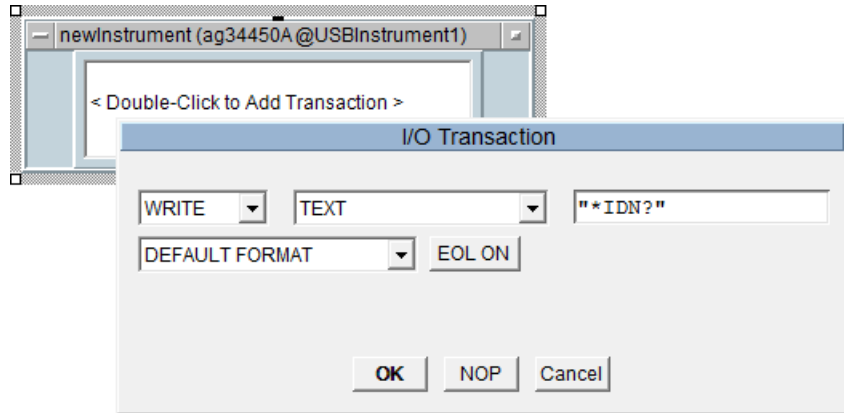 newInstrument (ag34450A@USBInstrument1)
< Double-Click to Add Transaction >
I/O Transaction
WRITE TEXT "*IDN?"
DEFAULT FORMAT EOL ON
OK NOP Cancel